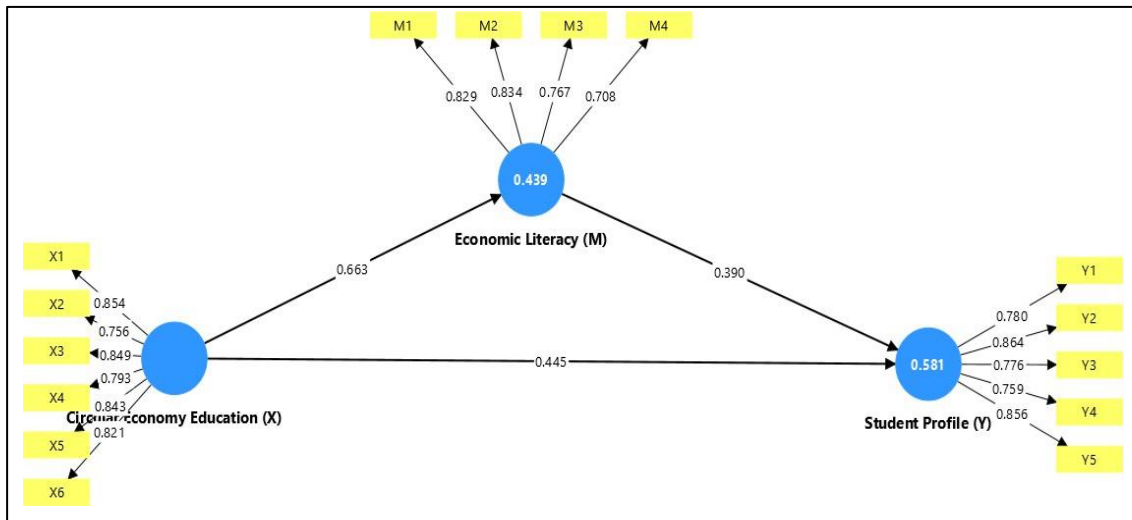 M1
M2
M3
M4
0.829
0.834
0.767
0.708
0.439
Economic Literacy (M)
0.663
0.390
X1
X2
X3
X4
X5
X6
0.854
0.756
0.849
0.793
0.843
0.821
Circular Economy Education (X)
0.445
0.581
Student Profile (Y)
0.780
0.864
0.776
0.759
0.856
Y1
Y2
Y3
Y4
Y5